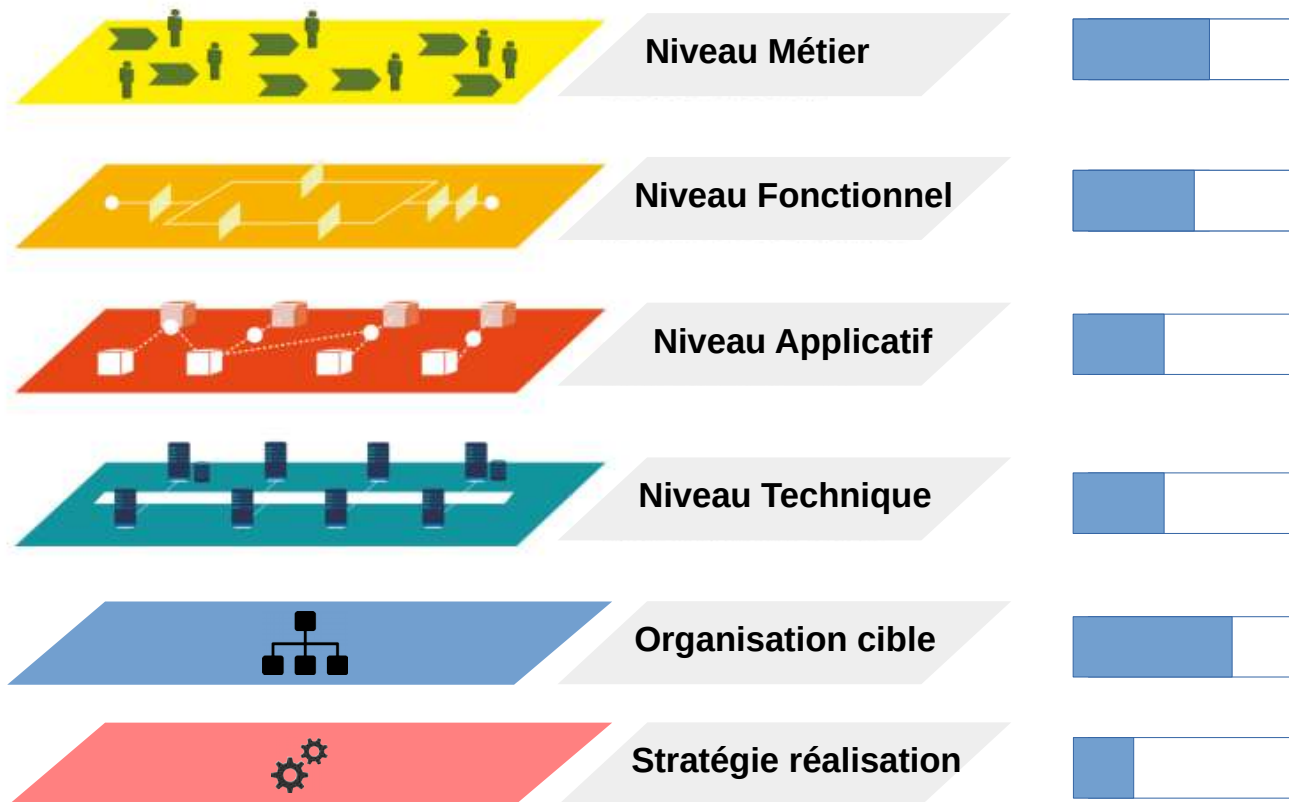 Niveau Métier
Niveau Fonctionnel
Niveau Applicatif
Niveau Technique
Organisation cible
Stratégie réalisation